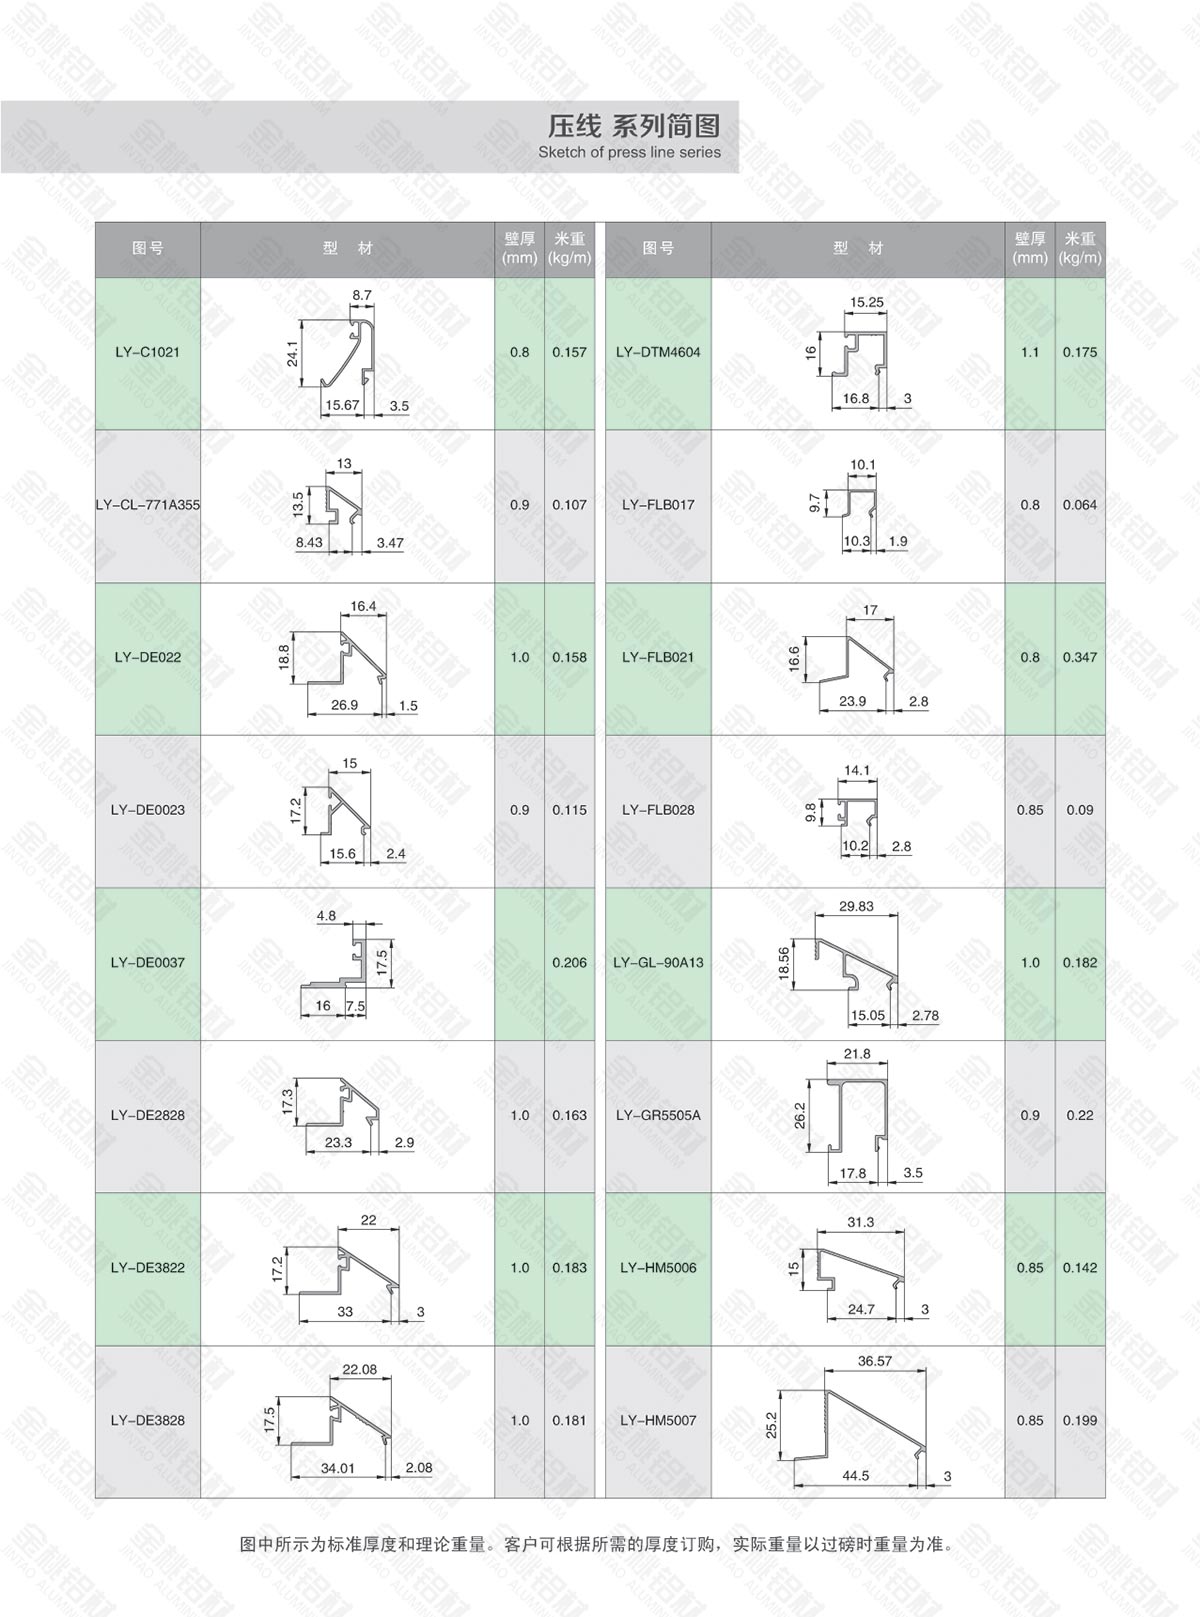 压线 系列简图
Sketch of press line series
图号 型 材 壁厚(mm) 米重(kg/m) 图号 型 材 壁厚(mm) 米重(kg/m)
LY-C1021 8.7 24.1 15.67 3.5 0.8 0.157
LY-DTM4604 15.25 16 16.8 3 1.1 0.175
LY-CL-771A355 13 13.5 8.43 3.47 0.9 0.107
LY-FLB017 10.1 9.7 10.3 1.9 0.8 0.064
LY-DE022 16.4 18.8 26.9 1.5 1.0 0.158
LY-FLB021 17 16.6 23.9 2.8 0.8 0.347
LY-DE0023 15 17.2 15.6 2.4 0.9 0.115
LY-FLB028 14.1 9.8 10.2 2.8 0.85 0.09
LY-DE0037 4.8 17.5 16 7.5 0.206
LY-GL-90A13 29.83 18.56 15.05 2.78 1.0 0.182
LY-DE2828 17.3 23.3 2.9 1.0 0.163
LY-GR5505A 21.8 26.2 17.8 3.5 0.9 0.22
LY-DE3822 22 17.2 33 3 1.0 0.183
LY-HM5006 31.3 15 24.7 3 0.85 0.142
LY-DE3828 22.08 17.5 34.01 2.08 1.0 0.181
LY-HM5007 36.57 25.2 44.5 3 0.85 0.199
图中所示为标准厚度和理论重量。客户可根据所需的厚度订购，实际重量以过磅时重量为准。
金桃铝材
JINTAO ALUMINIUM